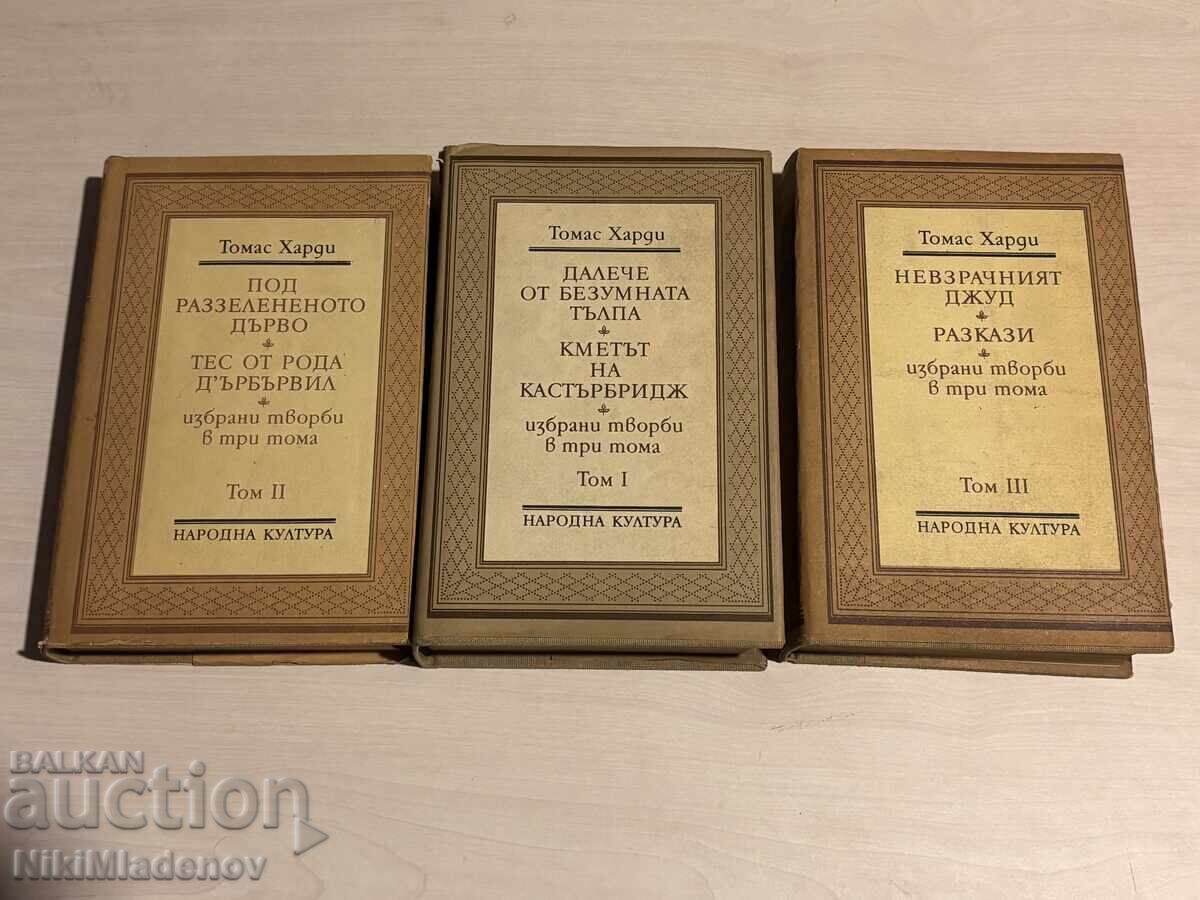 Томас Харди
ПОД
РАЗЗЕЛЕНЕНОТО
ДЪРВО
ТЕС ОТ РОДА
Д'ЪРБЪРВИЛ
избрани творби
в три тома
Том II
НАРОДНА КУЛТУРА
Томас Харди
ДАЛЕЧЕ
ОТ БЕЗУМНАТА
ТЪЛПА
КМЕТЪТ
НА
КАСТЪРБРИДЖ
избрани творби
в три тома
Том I
НАРОДНА КУЛТУРА
Томас Харди
НЕВЗРАЧНИЯТ
ДЖУД
РАЗКАЗИ
избрани творби
в три тома
Том III
НАРОДНА КУЛТУРА
BALKAN
auction
NikiMladenov